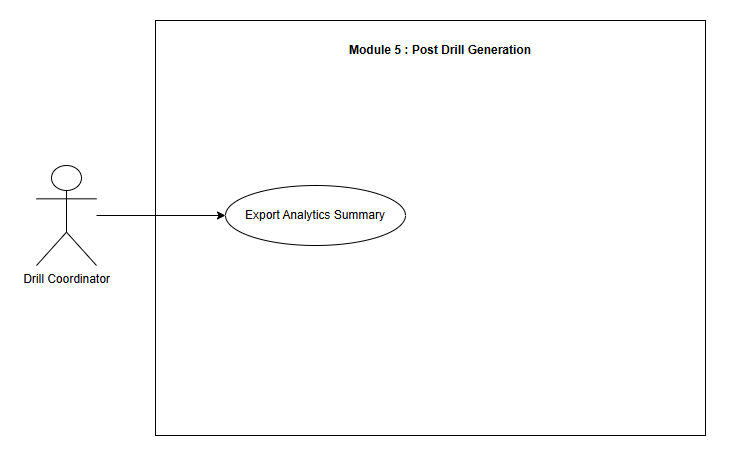 Module 5 : Post Drill Generation
Export Analytics Summary
Drill Coordinator